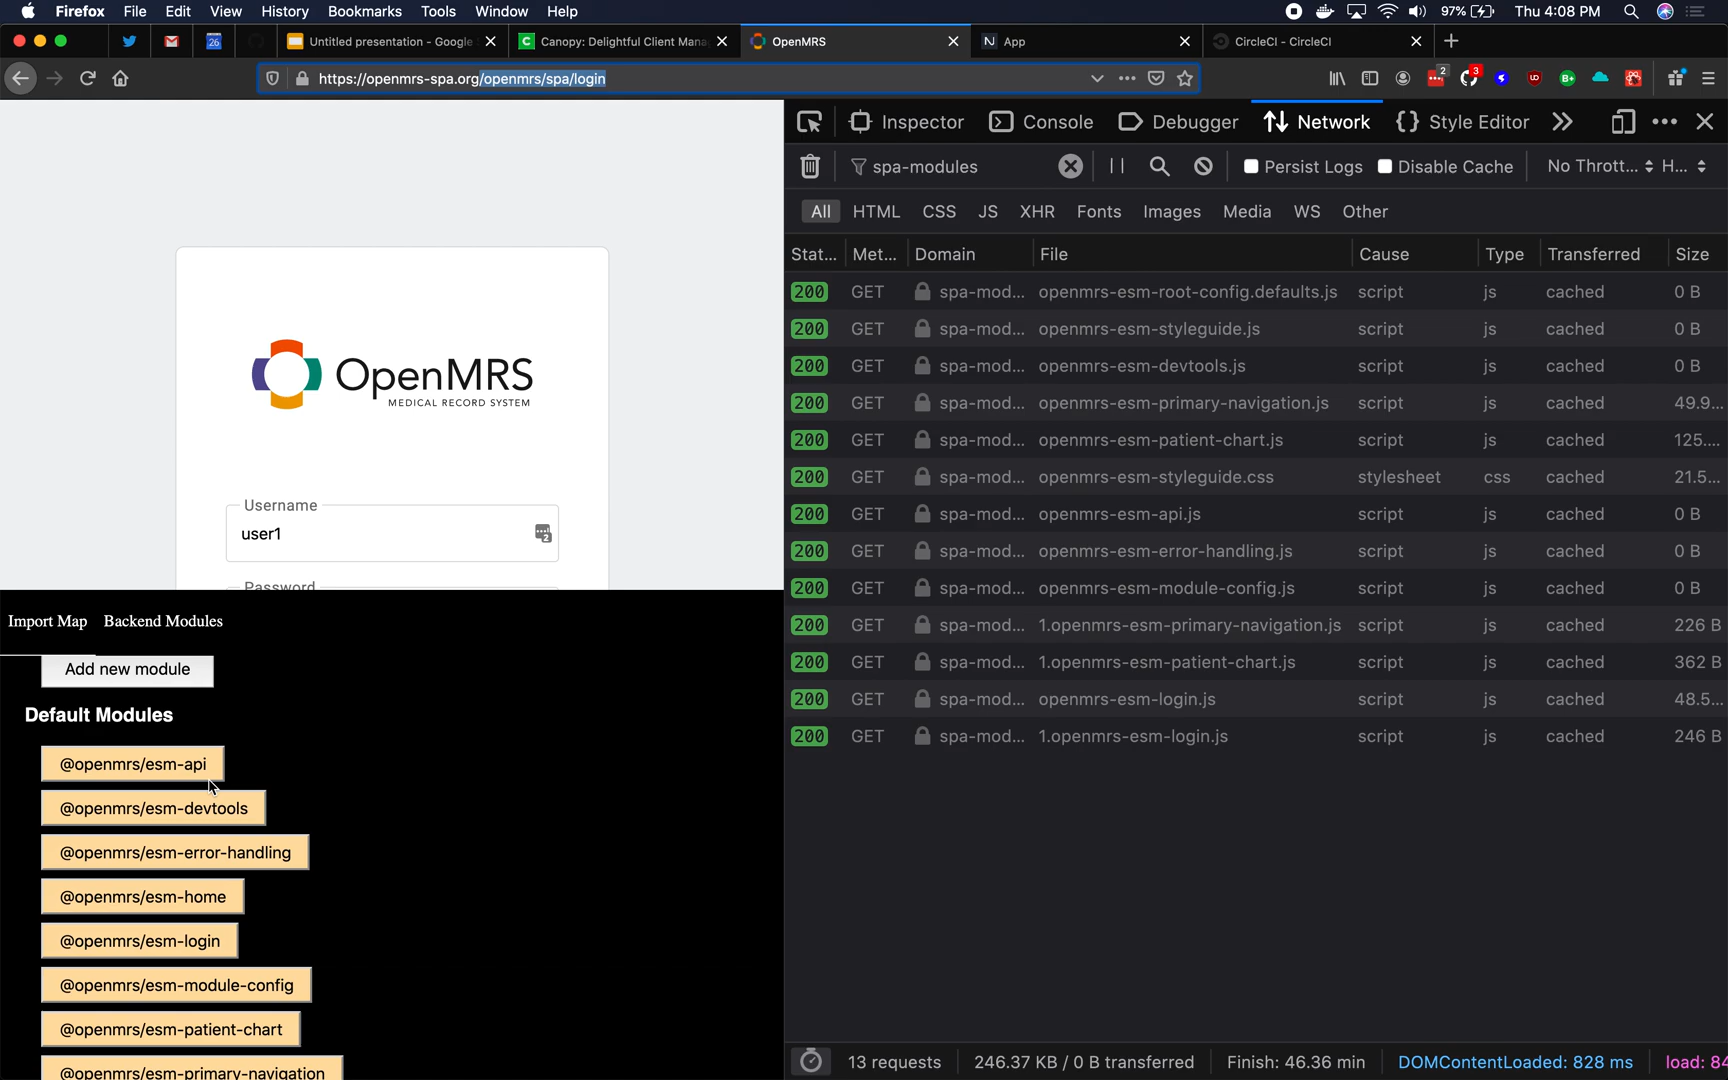 Firefox File Edit View History Bookmarks Tools Window Help 97% Thu 4:08 PM
26 Untitled presentation - Google Canopy: Delightful Client Mana OpenMRS App CircleCI - CircleCI
https://openmrs-spa.org/openmrs/spa/login 2 3
OpenMRS
MEDICAL RECORD SYSTEM
Username
user1
Password
Import Map Backend Modules
Add new module
Default Modules
@openmrs/esm-api
@openmrs/esm-devtools
@openmrs/esm-error-handling
@openmrs/esm-home
@openmrs/esm-login
@openmrs/esm-module-config
@openmrs/esm-patient-chart
@openmrs/esm-primary-navigation
Inspector Console Debugger Network Style Editor
spa-modules Persist Logs Disable Cache No Thrott... H...
All HTML CSS JS XHR Fonts Images Media WS Other
Stat... Met... Domain File Cause Type Transferred Size
200 GET spa-mod... openmrs-esm-root-config.defaults.js script js cached 0 B
200 GET spa-mod... openmrs-esm-styleguide.js script js cached 0 B
200 GET spa-mod... openmrs-esm-devtools.js script js cached 0 B
200 GET spa-mod... openmrs-esm-primary-navigation.js script js cached 49.9...
200 GET spa-mod... openmrs-esm-patient-chart.js script js cached 125....
200 GET spa-mod... openmrs-esm-styleguide.css stylesheet css cached 21.5...
200 GET spa-mod... openmrs-esm-api.js script js cached 0 B
200 GET spa-mod... openmrs-esm-error-handling.js script js cached 0 B
200 GET spa-mod... openmrs-esm-module-config.js script js cached 0 B
200 GET spa-mod... 1.openmrs-esm-primary-navigation.js script js cached 226 B
200 GET spa-mod... 1.openmrs-esm-patient-chart.js script js cached 362 B
200 GET spa-mod... openmrs-esm-login.js script js cached 48.5...
200 GET spa-mod... 1.openmrs-esm-login.js script js cached 246 B
13 requests 246.37 KB / 0 B transferred Finish: 46.36 min DOMContentLoaded: 828 ms load: 84